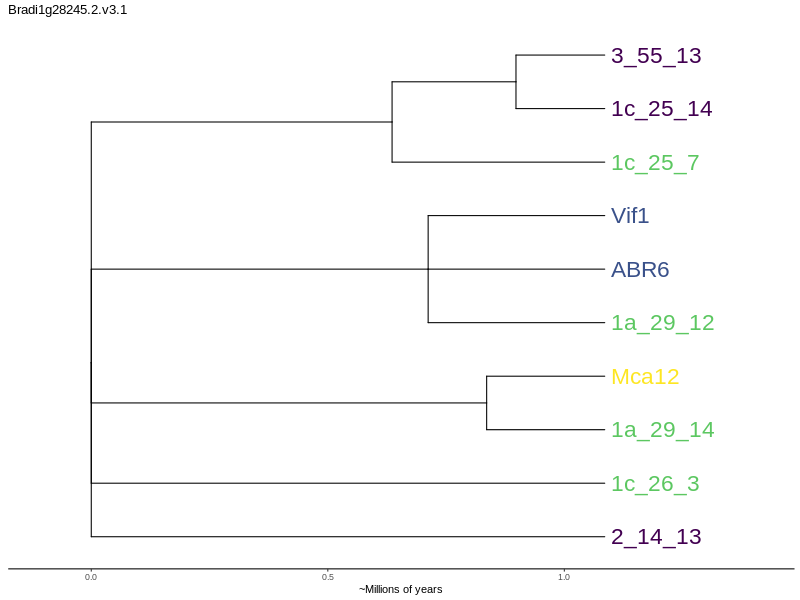 Bradi1g28245.2.v3.1
3_55_13
1c_25_14
1c_25_7
Vif1
ABR6
1a_29_12
Mca12
1a_29_14
1c_26_3
2_14_13
0.0 0.5 1.0
~Millions of years